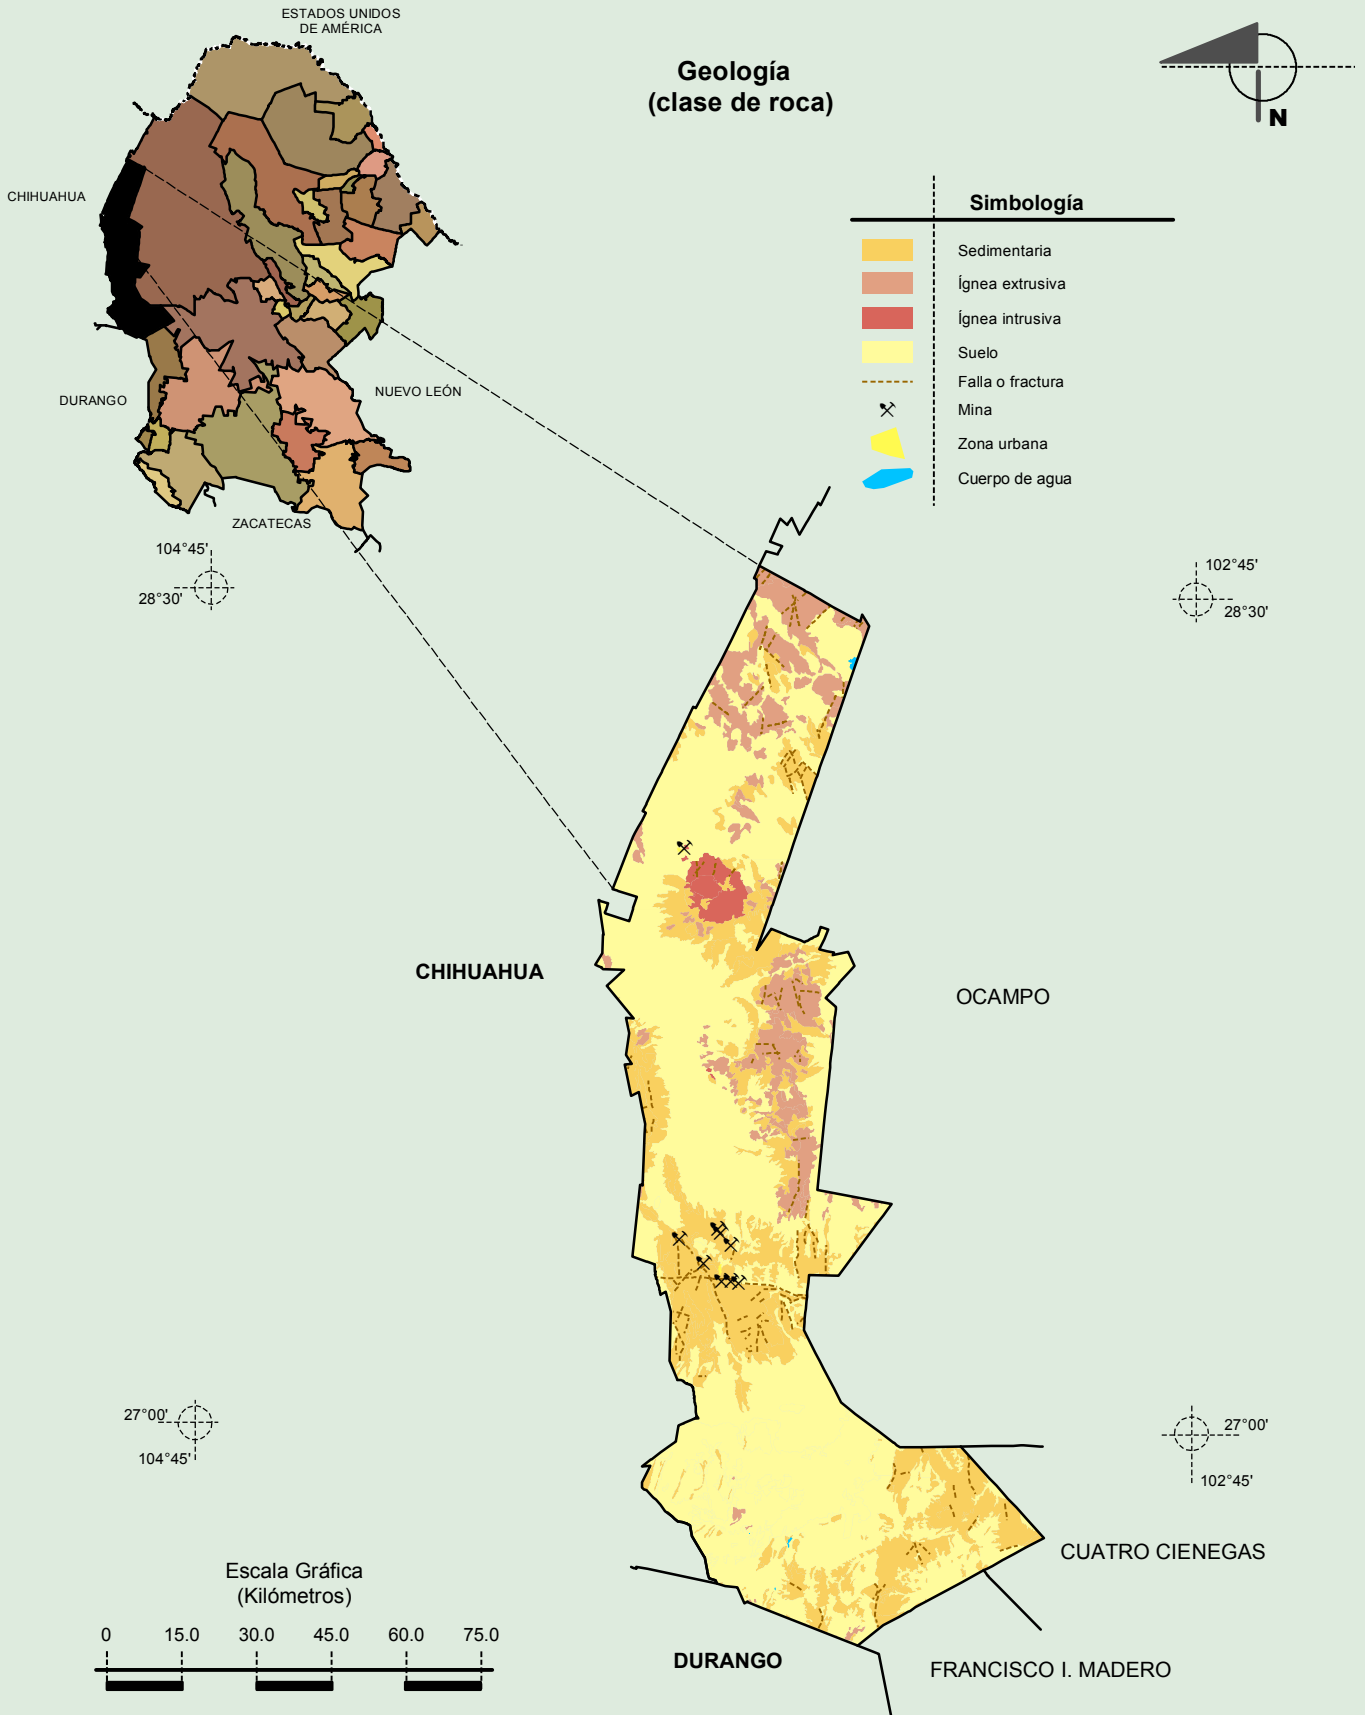 ESTADOS UNIDOS
DE AMÉRICA
Geología
(clase de roca)
N
CHIHUAHUA
DURANGO
NUEVO LEÓN
ZACATECAS
Simbología
Sedimentaria
Ígnea extrusiva
Ígnea intrusiva
Suelo
Falla o fractura
Mina
Zona urbana
Cuerpo de agua
104°45'
28°30'
102°45'
28°30'
CHIHUAHUA
OCAMPO
27°00'
104°45'
27°00'
102°45'
CUATRO CIENEGAS
Escala Gráfica
(Kilómetros)
0 15.0 30.0 45.0 60.0 75.0
DURANGO
FRANCISCO I. MADERO